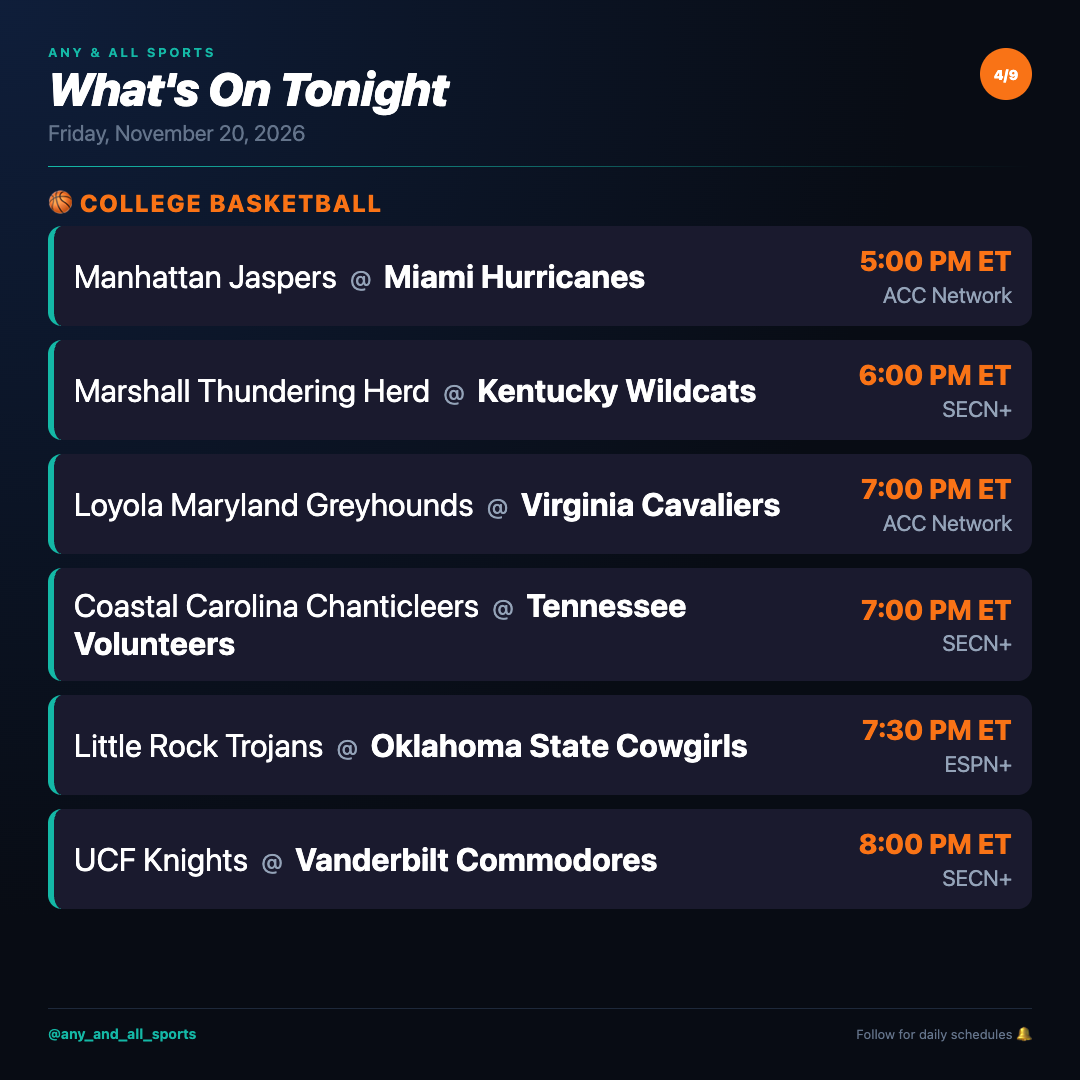 ANY & ALL SPORTS
What's On Tonight
Friday, November 20, 2026
4/9
🏀 COLLEGE BASKETBALL
Manhattan Jaspers @ Miami Hurricanes
5:00 PM ET
ACC Network
Marshall Thundering Herd @ Kentucky Wildcats
6:00 PM ET
SECN+
Loyola Maryland Greyhounds @ Virginia Cavaliers
7:00 PM ET
ACC Network
Coastal Carolina Chanticleers @ Tennessee
Volunteers
7:00 PM ET
SECN+
Little Rock Trojans @ Oklahoma State Cowgirls
7:30 PM ET
ESPN+
UCF Knights @ Vanderbilt Commodores
8:00 PM ET
SECN+
@any_and_all_sports
Follow for daily schedules 🔔